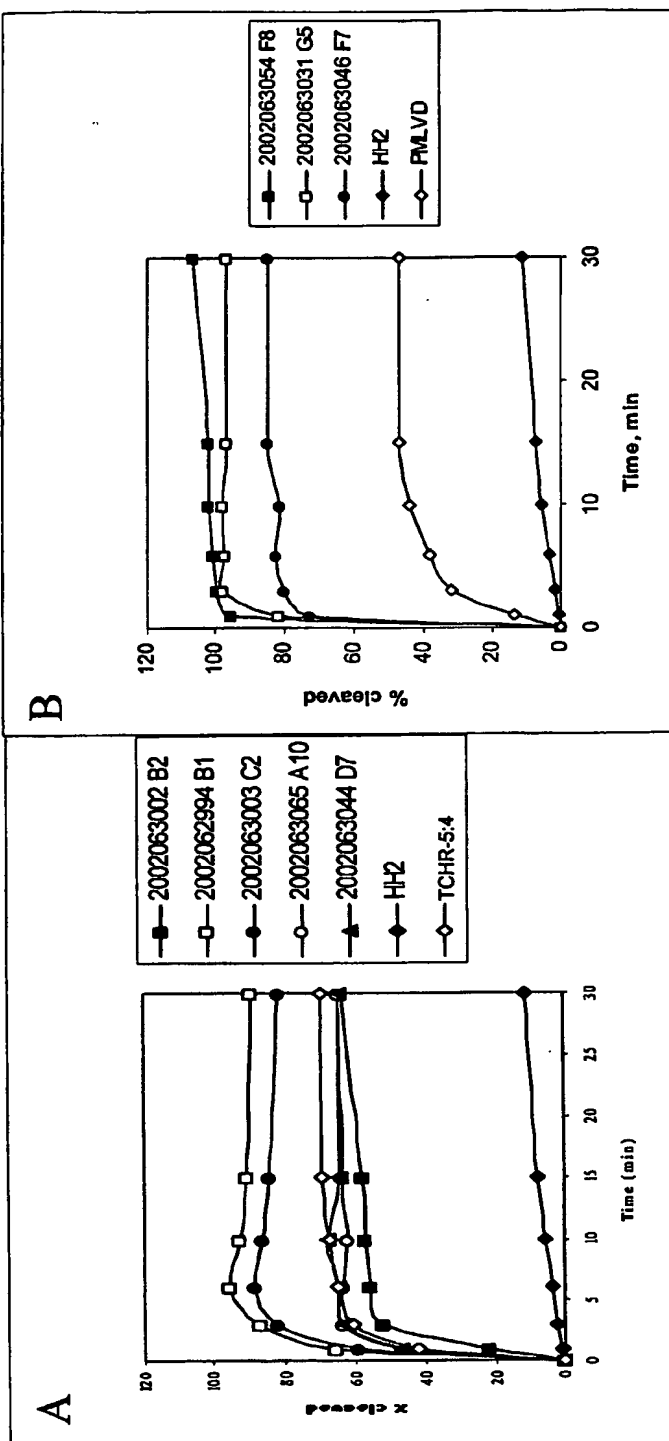 A
2002063002 B2
2002062994 B1
2002063003 C2
2002063065 A10
2002063044 D7
HH2
TCHR-5:4
% cleaved
120
100
80
60
40
20
0
0
5
10
15
20
25
30
Time (min)
B
2002063054 F8
2002063031 G5
2002063046 F7
HH2
PMLVD
% cleaved
120
100
80
60
40
20
0
0
10
20
30
Time, min